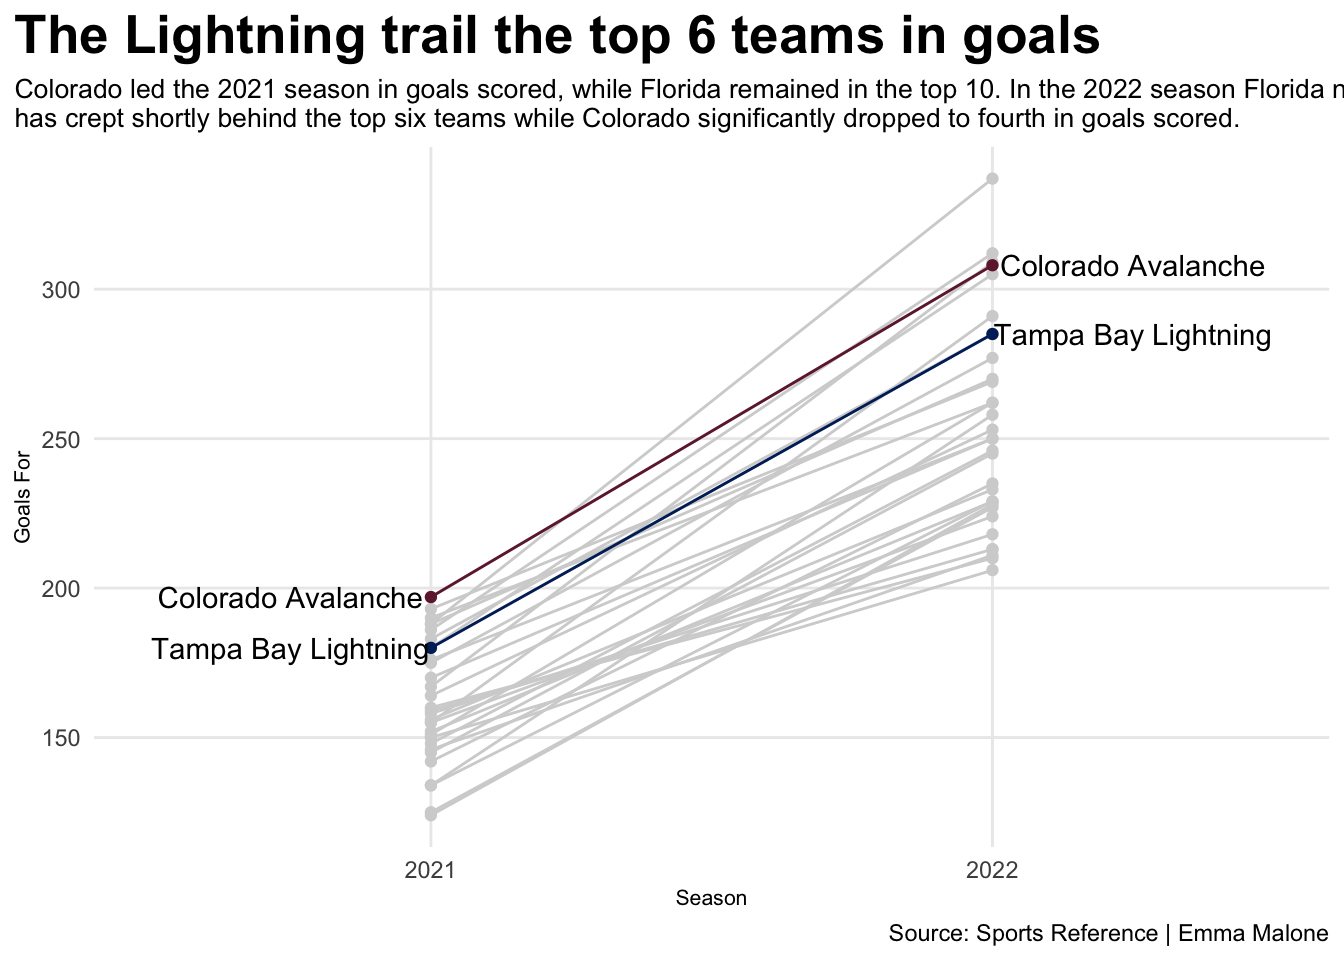 The Lightning trail the top 6 teams in goals
Colorado led the 2021 season in goals scored, while Florida remained in the top 10. In the 2022 season Florida
has crept shortly behind the top six teams while Colorado significantly dropped to fourth in goals scored.
300
250
200
150
Goals For
Colorado Avalanche
Tampa Bay Lightning
Colorado Avalanche
Tampa Bay Lightning
2021
2022
Season
Source: Sports Reference | Emma Malone